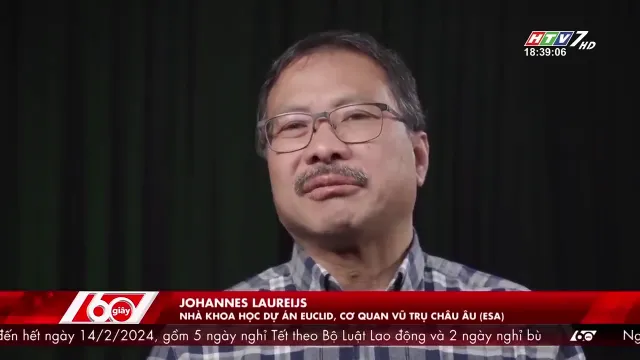 HTV7 HD
18:39:06
JOHANNES LAUREIJS
60 giây
NHÀ KHOA HỌC DỰ ÁN EUCLID, CƠ QUAN VŨ TRỤ CHÂU ÂU (ESA)
đến hết ngày 14/2/2024, gồm 5 ngày nghỉ Tết theo Bộ Luật Lao động và 2 ngày nghỉ bù
60